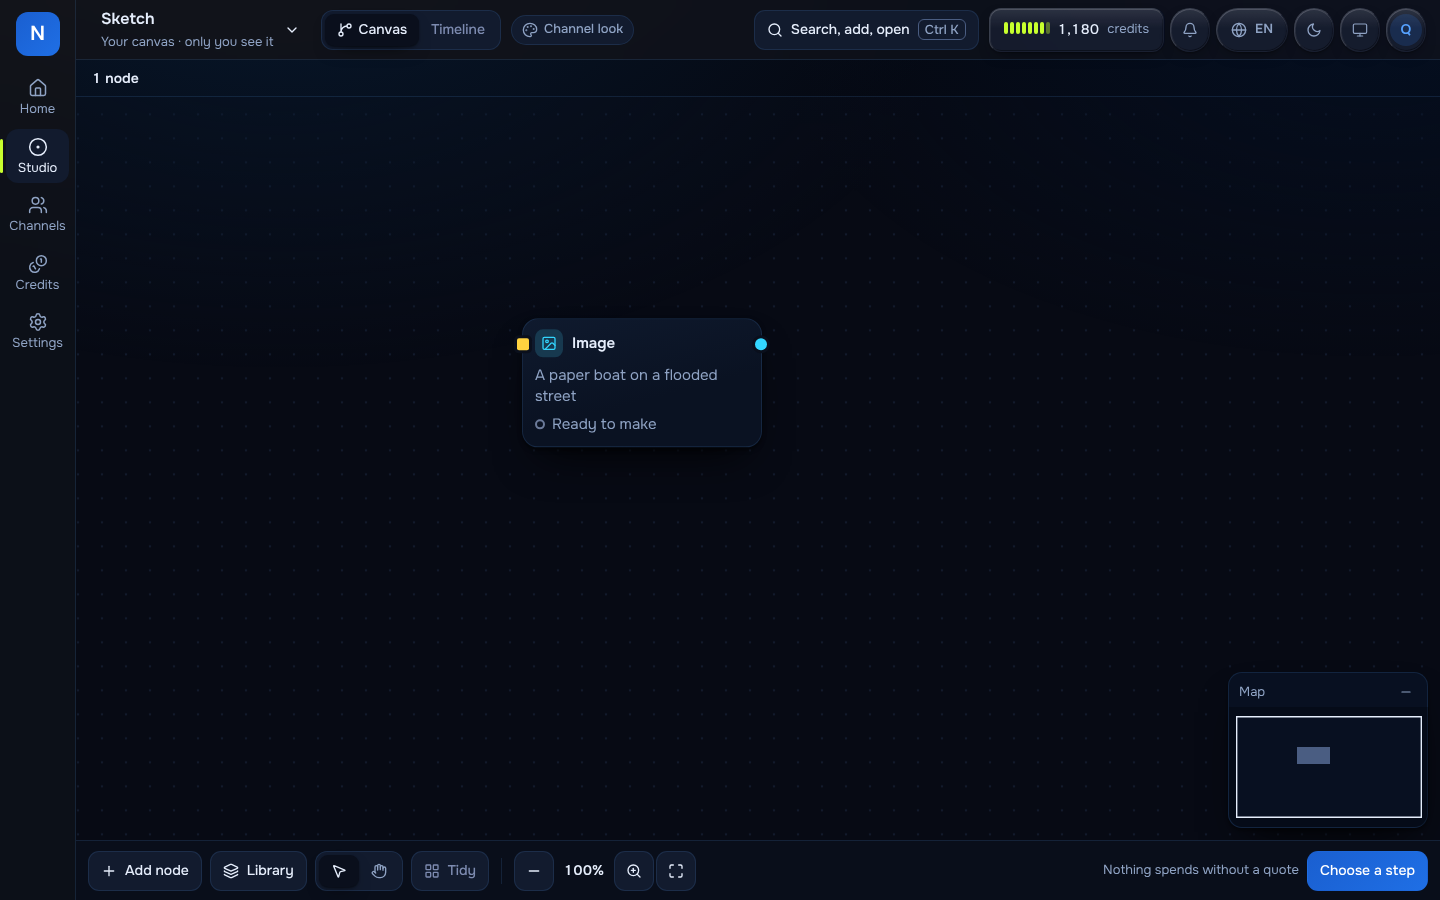 N
Sketch
Your canvas · only you see it
Canvas
Timeline
Channel look
Search, add, open
Ctrl K
1,180 credits
EN
Q
1 node
Home
Studio
Channels
Credits
Settings
Image
A paper boat on a flooded
street
Ready to make
Map
Add node
Library
Tidy
100%
Nothing spends without a quote
Choose a step